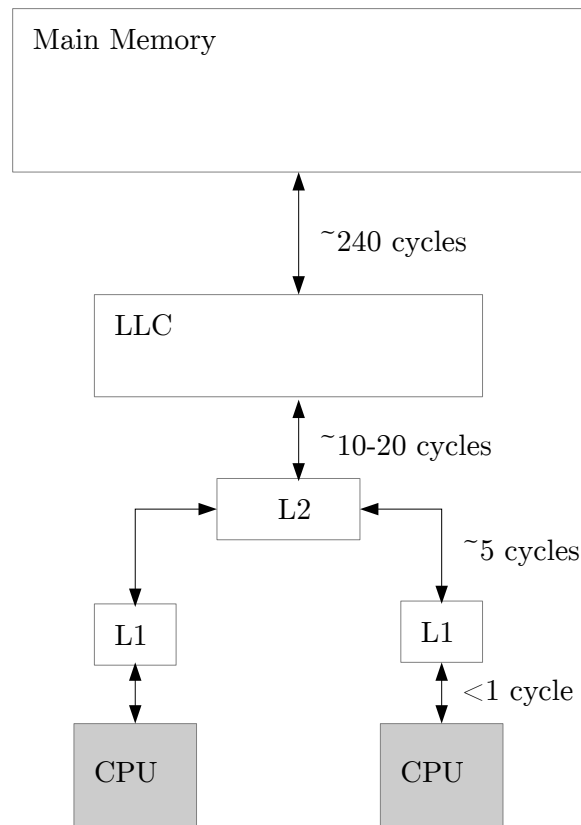 Main Memory
~240 cycles
LLC
~10-20 cycles
L2
~5 cycles
L1
L1
<1 cycle
CPU
CPU